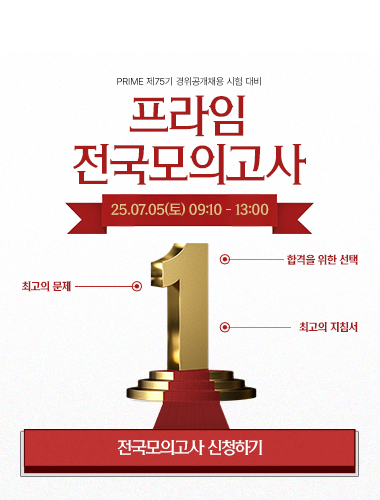 PRIME 제75기 경위공개채용 시험 대비
프라임
전국모의고사
25.07.05(토) 09:10 - 13:00
합격을 위한 선택
최고의 문제
최고의 지침서
전국모의고사 신청하기